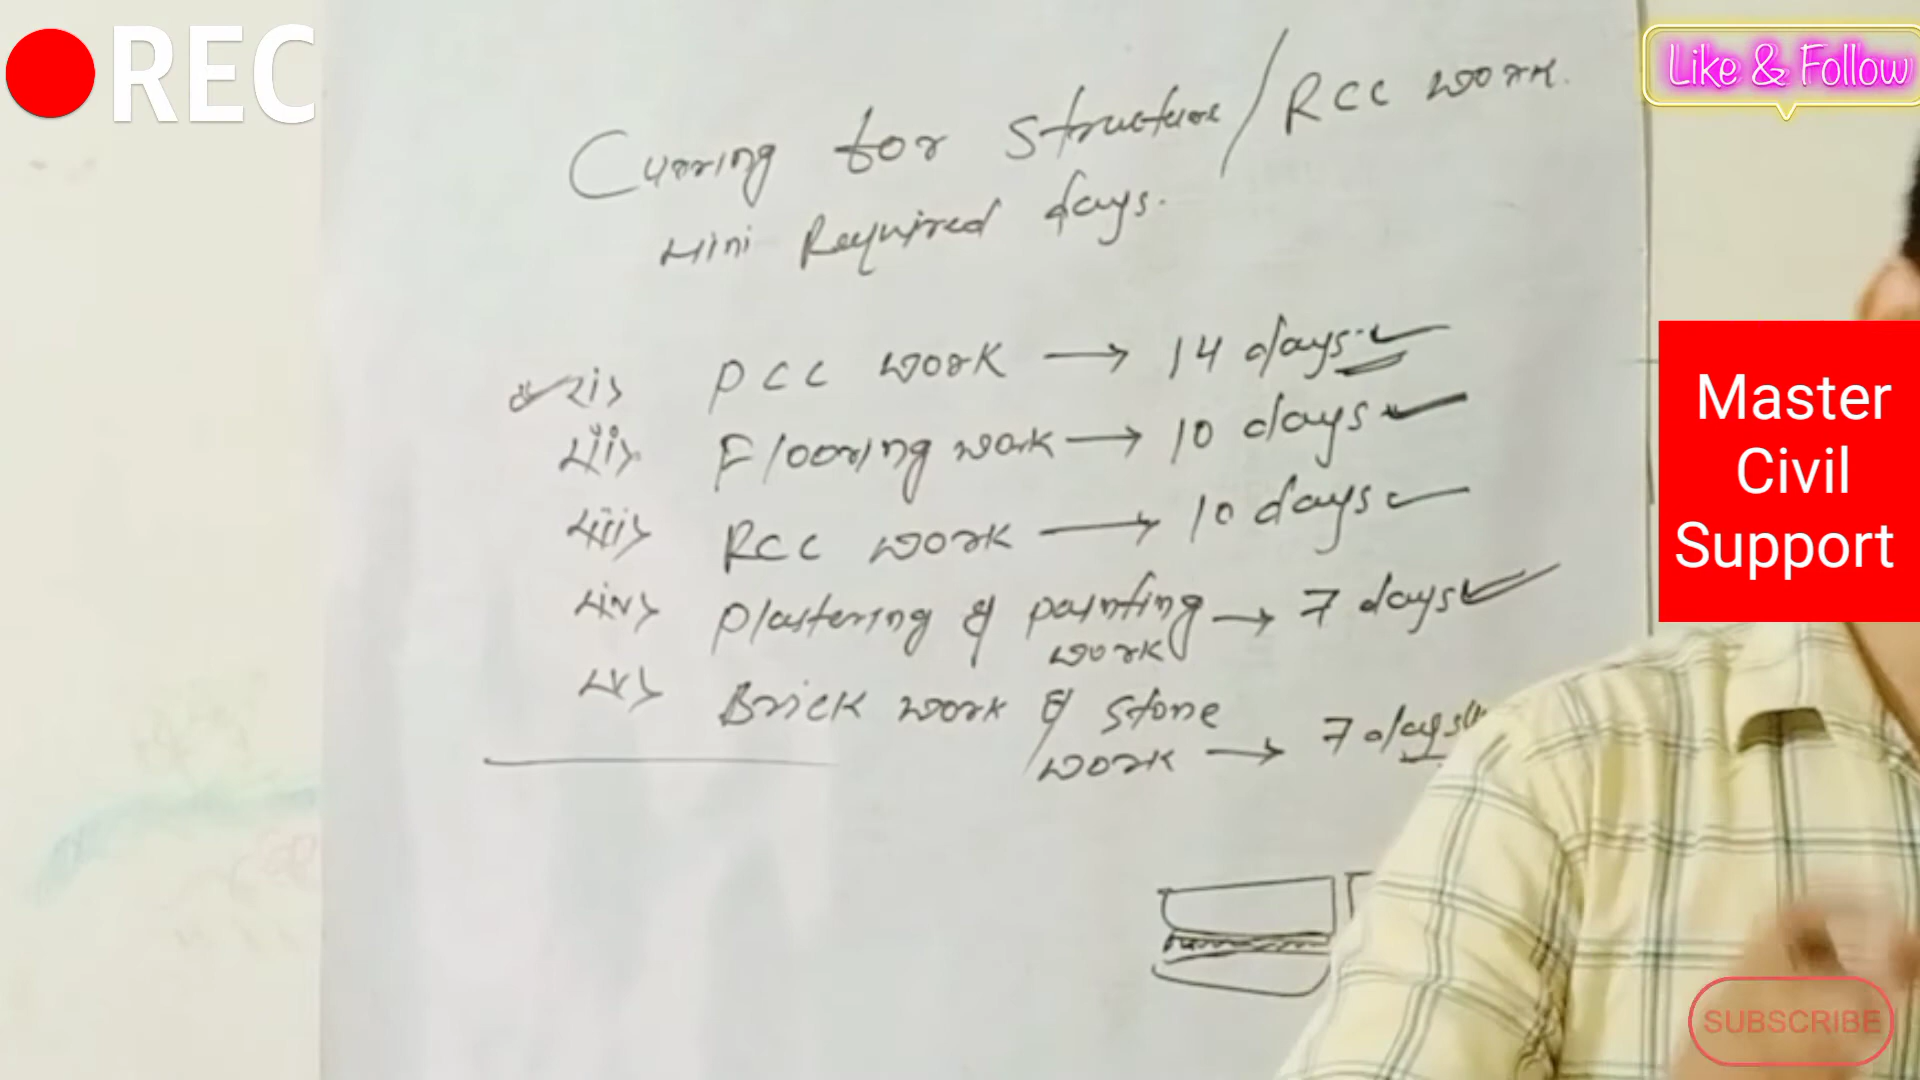 REC
Like & Follow
Curring for Structure / RCC work.
Mini Required days.
<i> PCC work → 14 days.
<ii> Flooring work → 10 days
<iii> RCC work → 10 days
<iv> Plastering & painting work → 7 days
<v> Brick work & stone work → 7 days
Master
Civil
Support
SUBSCRIBE